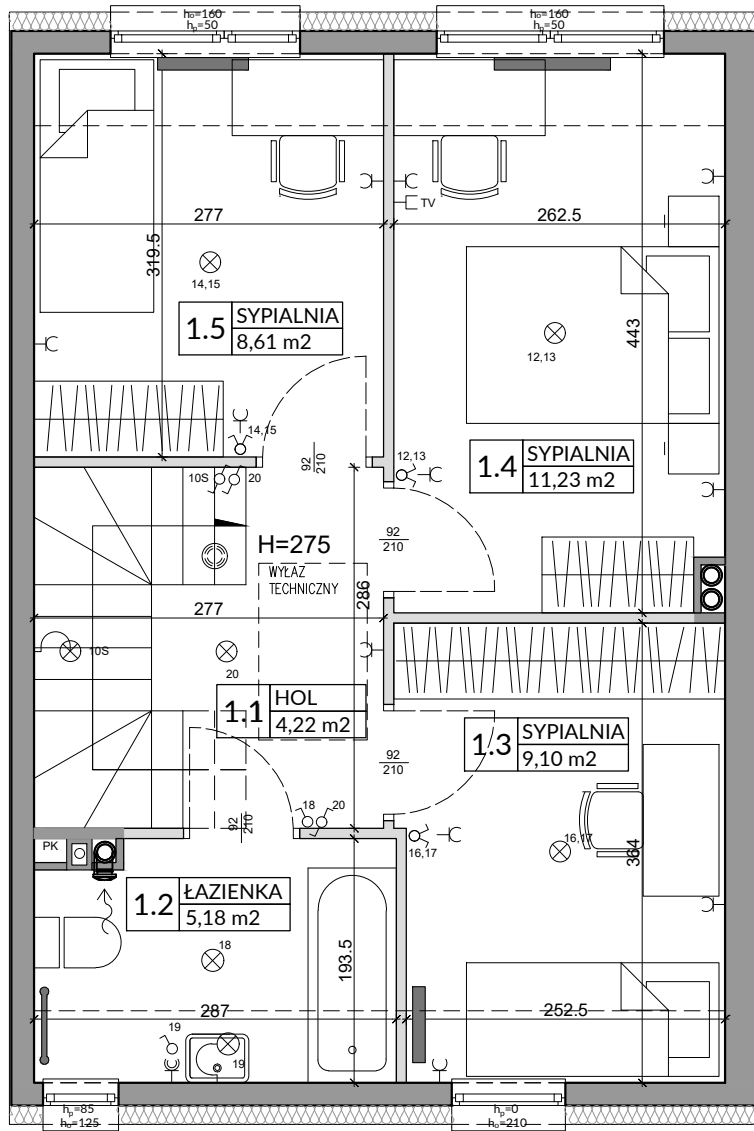 hₒ=160
hₚ=50
hₒ=160
hₚ=50
277
262.5
TV
319.5
14,15
1.5
SYPIALNIA
8,61 m2
443
12,13
14,15
92
210
12,13
1.4
SYPIALNIA
11,23 m2
10S
20
92
210
H=275
WYŁAZ
TECHNICZNY
286
277
10S
20
1.1
HOL
4,22 m2
1.3
SYPIALNIA
9,10 m2
92
210
18
20
92
210
16,17
16,17
364
PK
1.2
ŁAZIENKA
5,18 m2
18
193.5
287
252.5
19
19
hₚ=85
hₒ=125
hₚ=0
hₒ=210